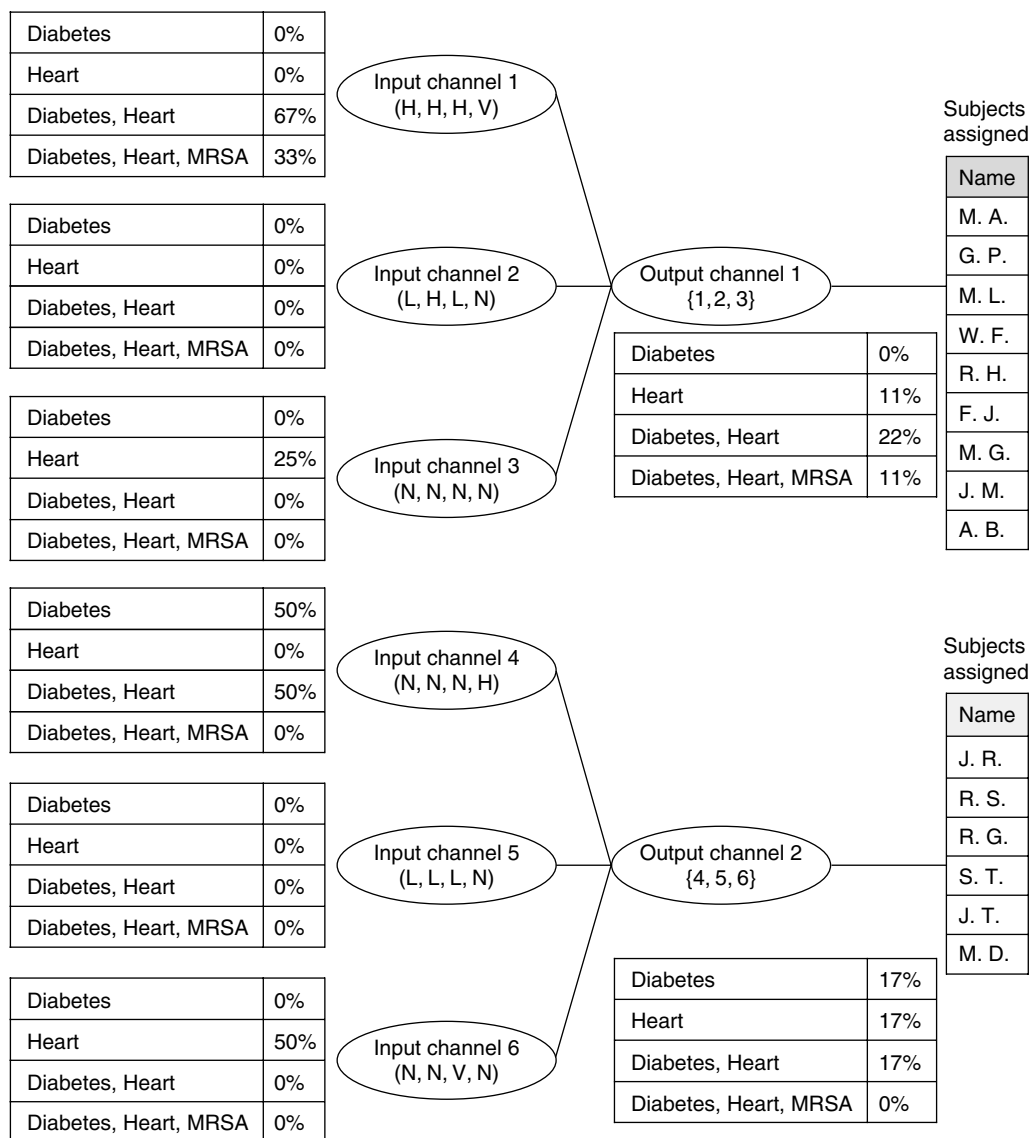 Diabetes 0%
Heart 0%
Diabetes, Heart 67%
Diabetes, Heart, MRSA 33%
Input channel 1
(H, H, H, V)
Diabetes 0%
Heart 0%
Diabetes, Heart 0%
Diabetes, Heart, MRSA 0%
Input channel 2
(L, H, L, N)
Diabetes 0%
Heart 25%
Diabetes, Heart 0%
Diabetes, Heart, MRSA 0%
Input channel 3
(N, N, N, N)
Output channel 1
{1, 2, 3}
Diabetes 0%
Heart 11%
Diabetes, Heart 22%
Diabetes, Heart, MRSA 11%
Subjects
assigned
Name
M. A.
G. P.
M. L.
W. F.
R. H.
F. J.
M. G.
J. M.
A. B.
Diabetes 50%
Heart 0%
Diabetes, Heart 50%
Diabetes, Heart, MRSA 0%
Input channel 4
(N, N, N, H)
Diabetes 0%
Heart 0%
Diabetes, Heart 0%
Diabetes, Heart, MRSA 0%
Input channel 5
(L, L, L, N)
Diabetes 0%
Heart 50%
Diabetes, Heart 0%
Diabetes, Heart, MRSA 0%
Input channel 6
(N, N, V, N)
Output channel 2
{4, 5, 6}
Diabetes 17%
Heart 17%
Diabetes, Heart 17%
Diabetes, Heart, MRSA 0%
Subjects
assigned
Name
J. R.
R. S.
R. G.
S. T.
J. T.
M. D.